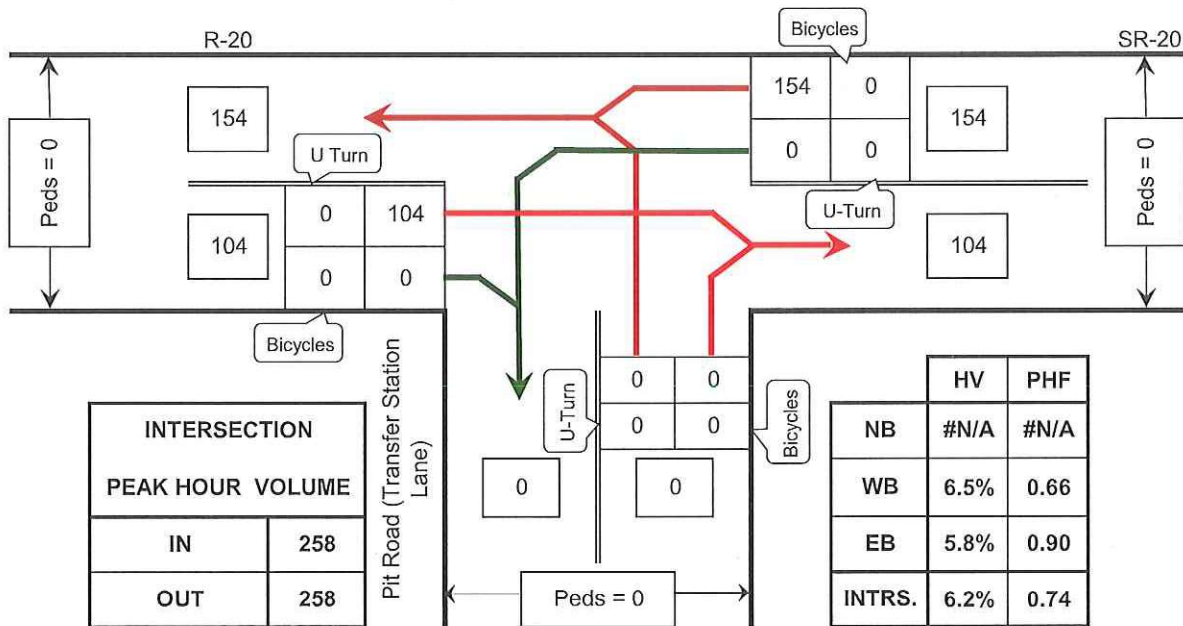 Bicycles
R-20
SR-20
154
154 0
154
Peds = 0
U Turn
0 0
Peds = 0
0 104
U-Turn
104
104
0 0
Bicycles
0 0
U-Turn
0 0
Bicycles
Pit Road (Transfer Station
Lane)
0
0
Peds = 0
INTERSECTION
PEAK HOUR VOLUME
IN 258
OUT 258
HV PHF
NB #N/A #N/A
WB 6.5% 0.66
EB 5.8% 0.90
INTRS. 6.2% 0.74